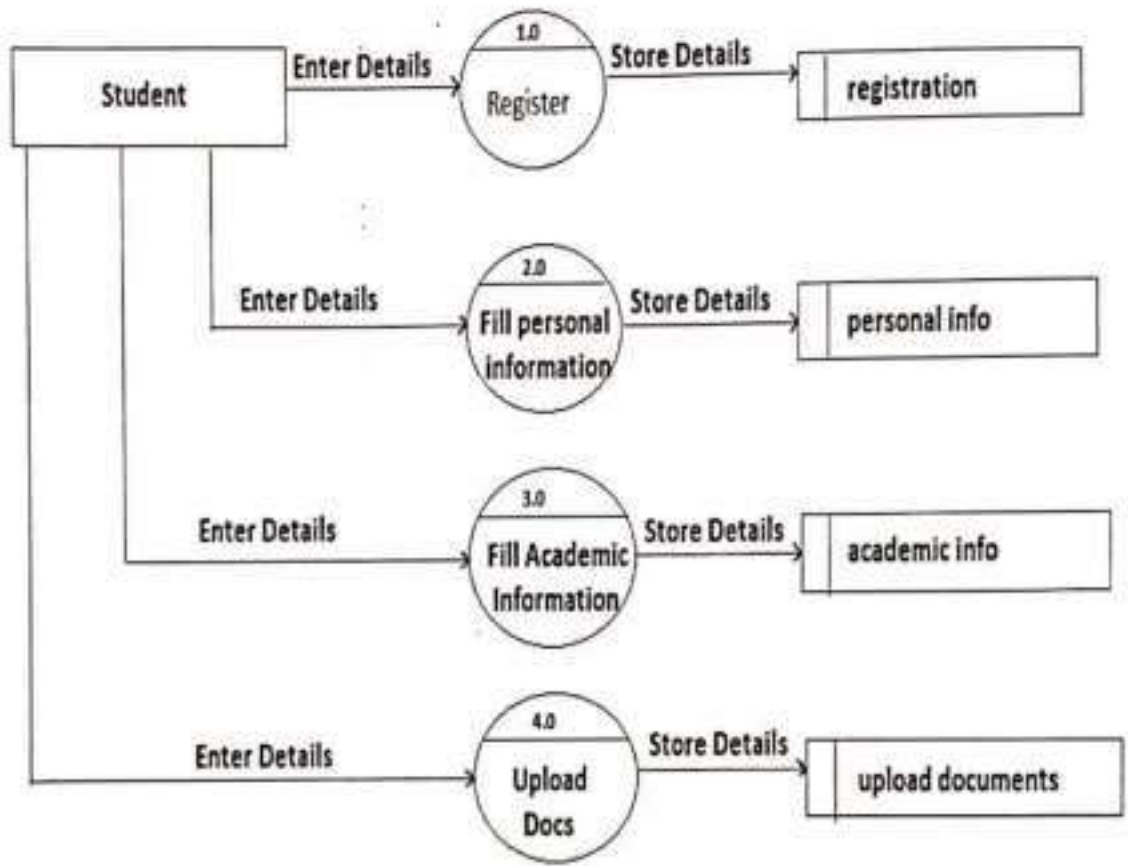 1.0
Student
Enter Details
Register
Store Details
registration
2.0
Enter Details
Fill personal
information
Store Details
personal info
3.0
Enter Details
Fill Academic
Information
Store Details
academic info
4.0
Enter Details
Upload
Docs
Store Details
upload documents